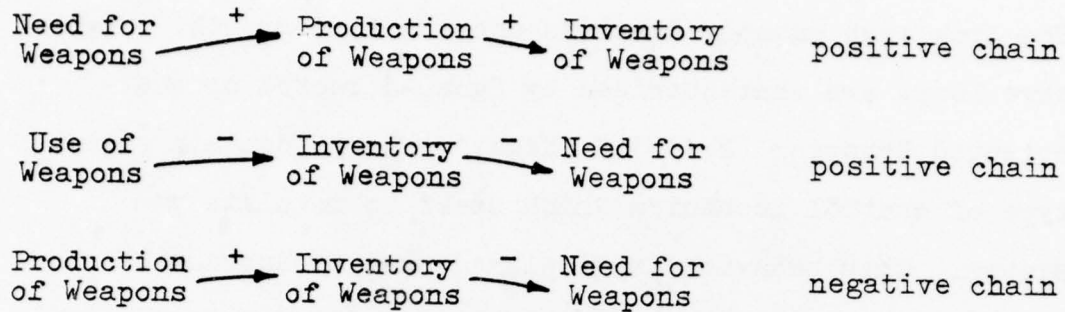 Need for Weapons + Production of Weapons + Inventory of Weapons positive chain
Use of Weapons - Inventory of Weapons Need for Weapons positive chain
Production of Weapons + Inventory of Weapons - Need for Weapons negative chain